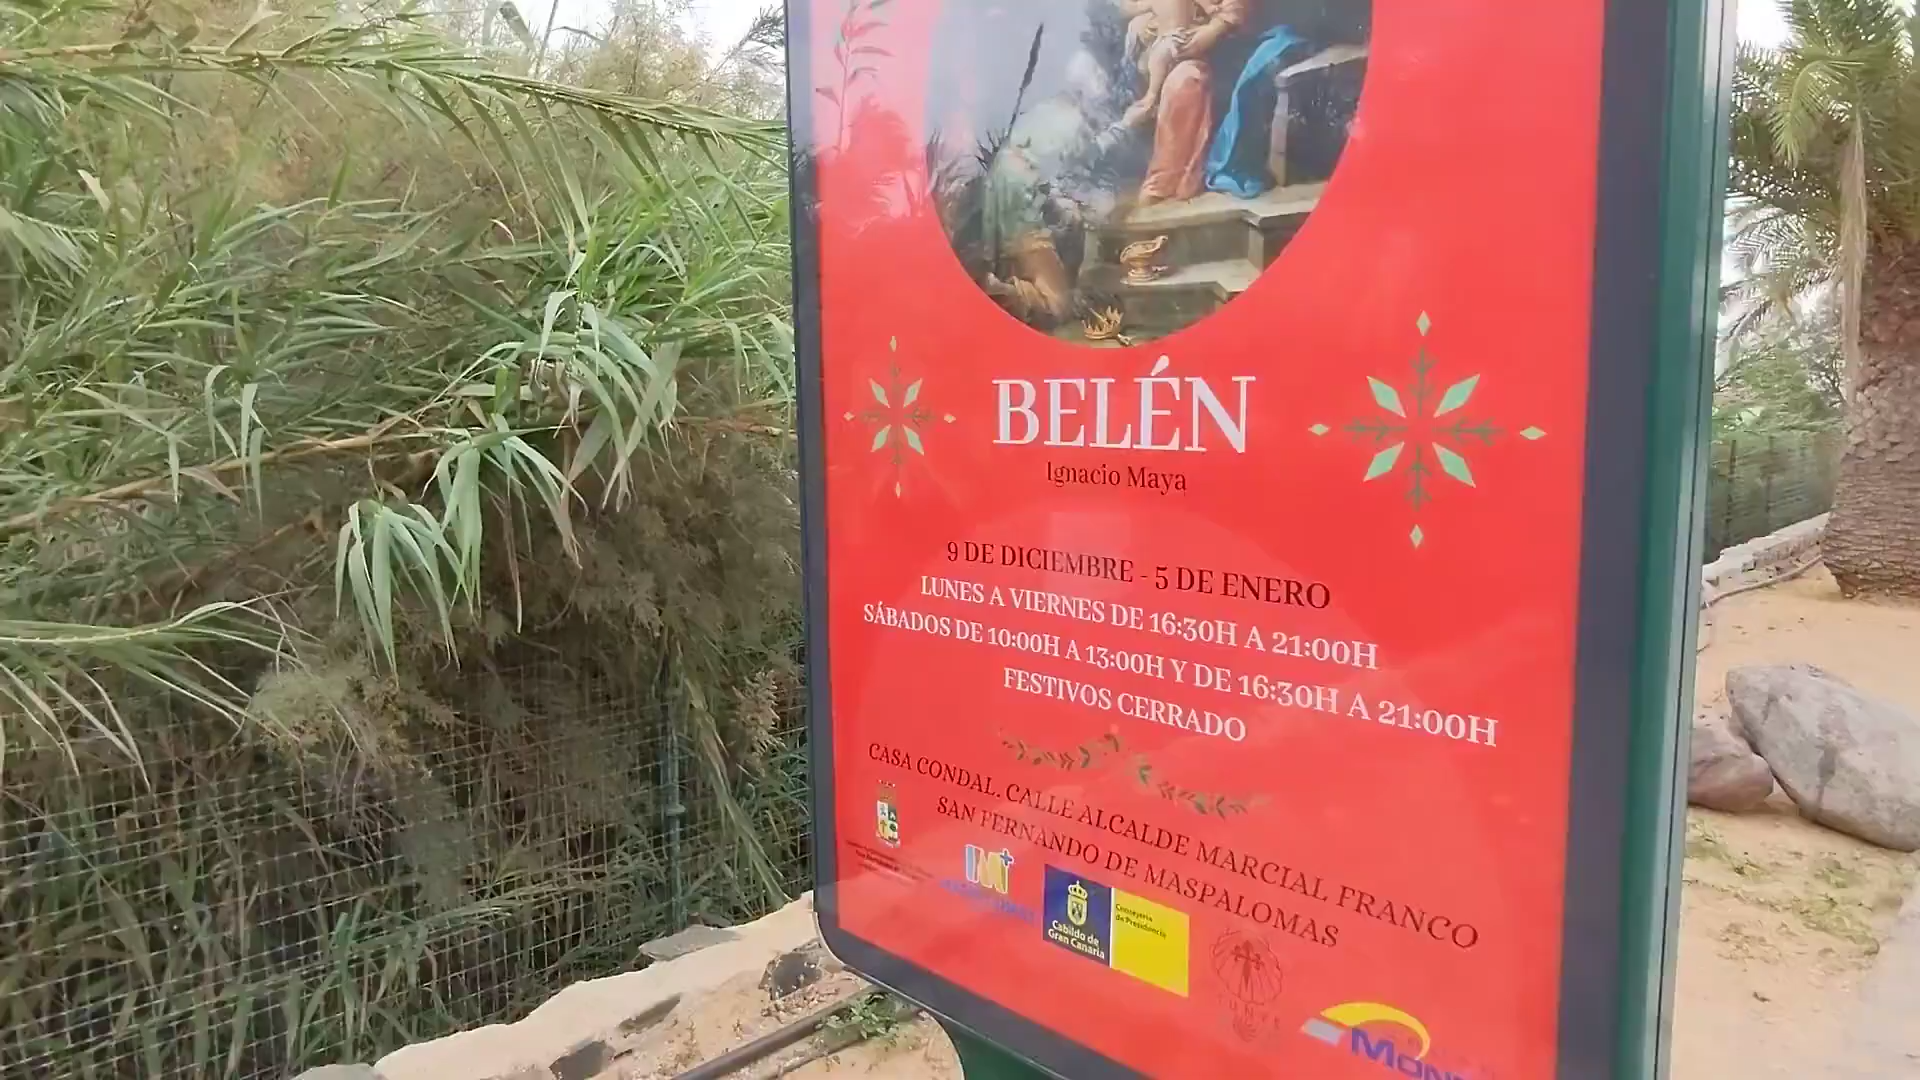 BELÉN
Ignacio Maya
9 DE DICIEMBRE - 5 DE ENERO
LUNES A VIERNES DE 16:30H A 21:00H
SÁBADOS DE 10:00H A 13:00H Y DE 16:30H A 21:00H
FESTIVOS CERRADO
CASA CONDAL. CALLE ALCALDE MARCIAL FRANCO
SAN FERNANDO DE MASPALOMAS
Cabildo de
Gran Canaria
Consejería
de Presidencia
TUNTE